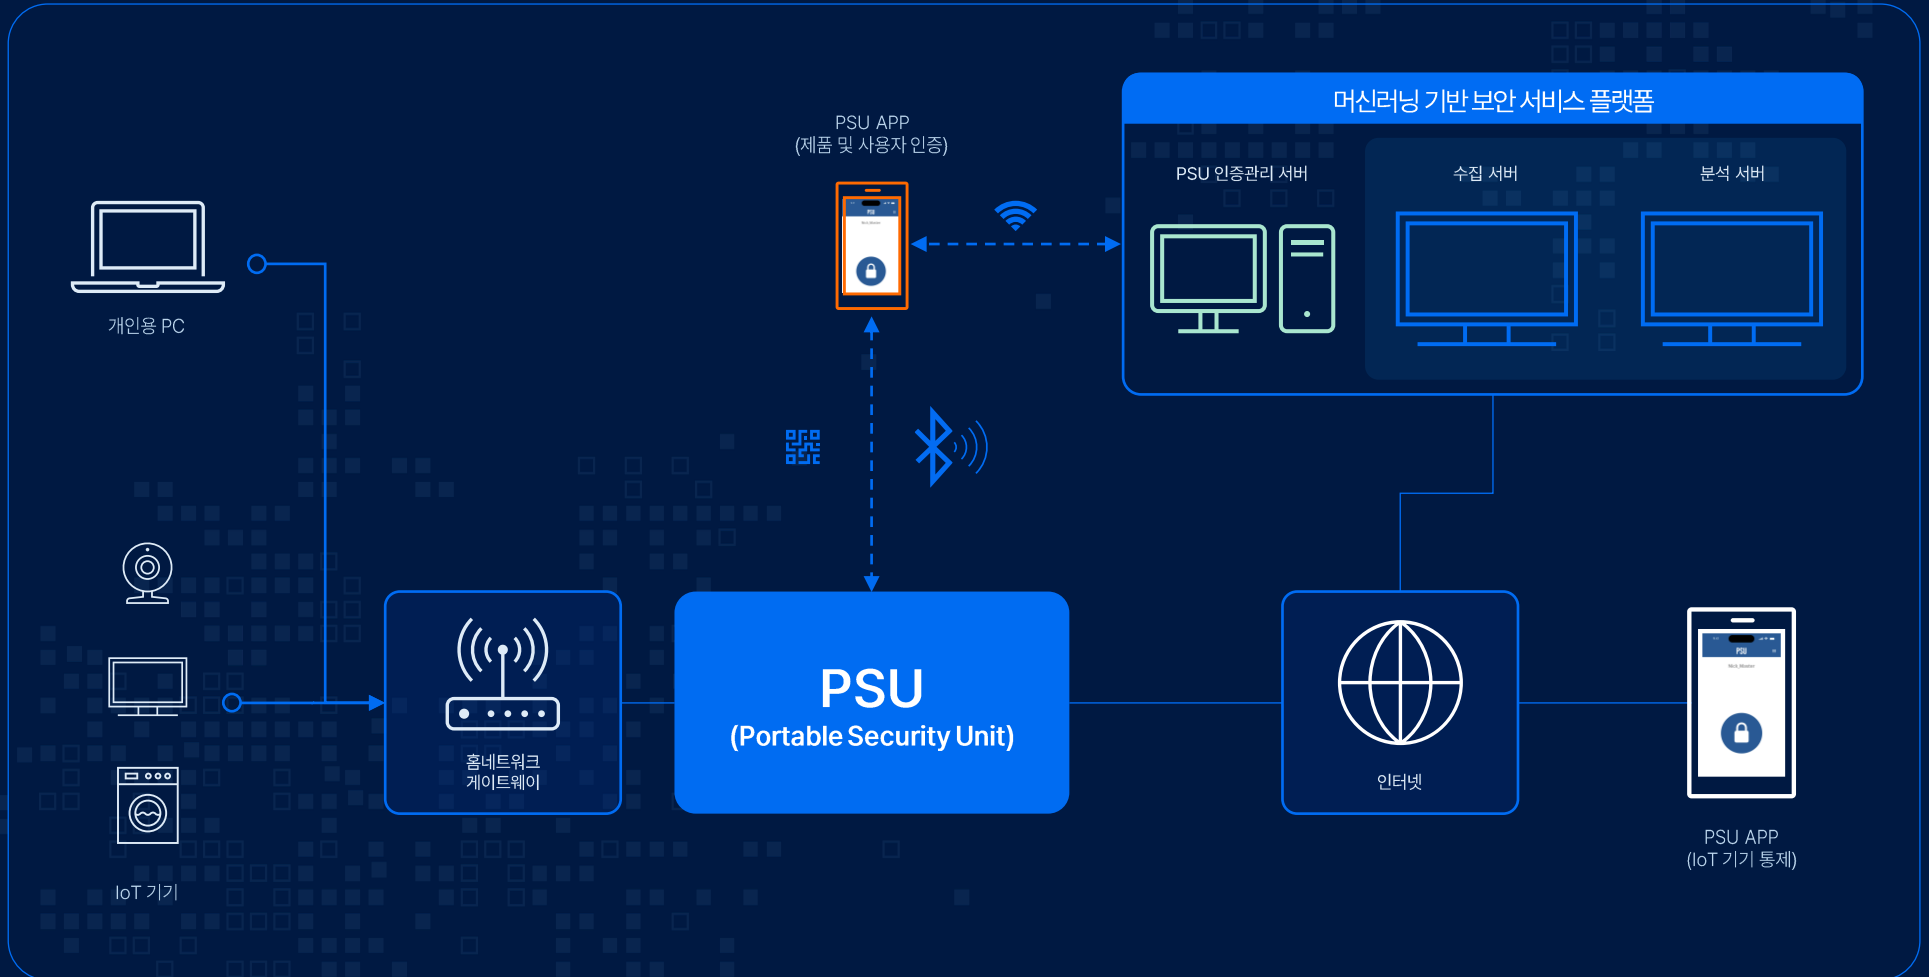 머신러닝 기반 보안 서비스 플랫폼
PSU APP
(제품 및 사용자 인증)
PSU 인증관리 서버
수집 서버
분석 서버
PSU
개인용 PC
PSU
(Portable Security Unit)
홈네트워크
게이트웨이
인터넷
PSU
PSU APP
(IoT 기기 통제)
IoT 기기